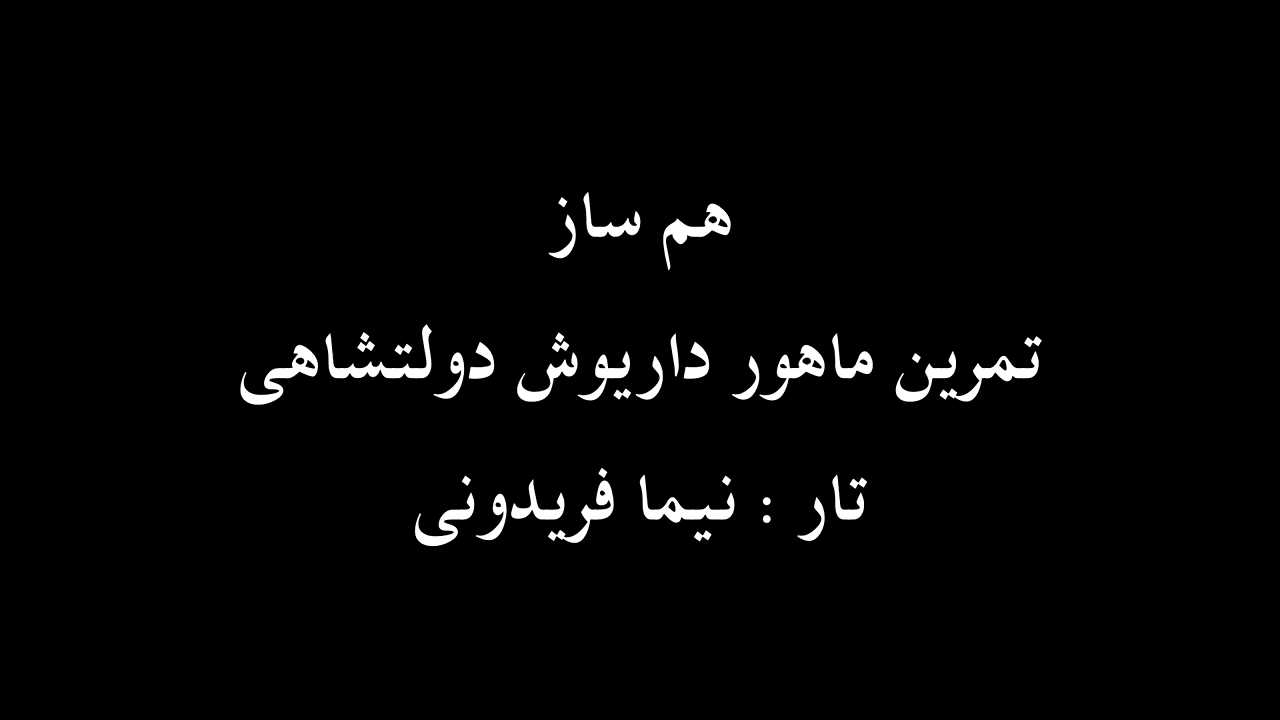 هم ساز
تمرین ماهور داریوش دولتشاهی
تار : نیما فریدونی